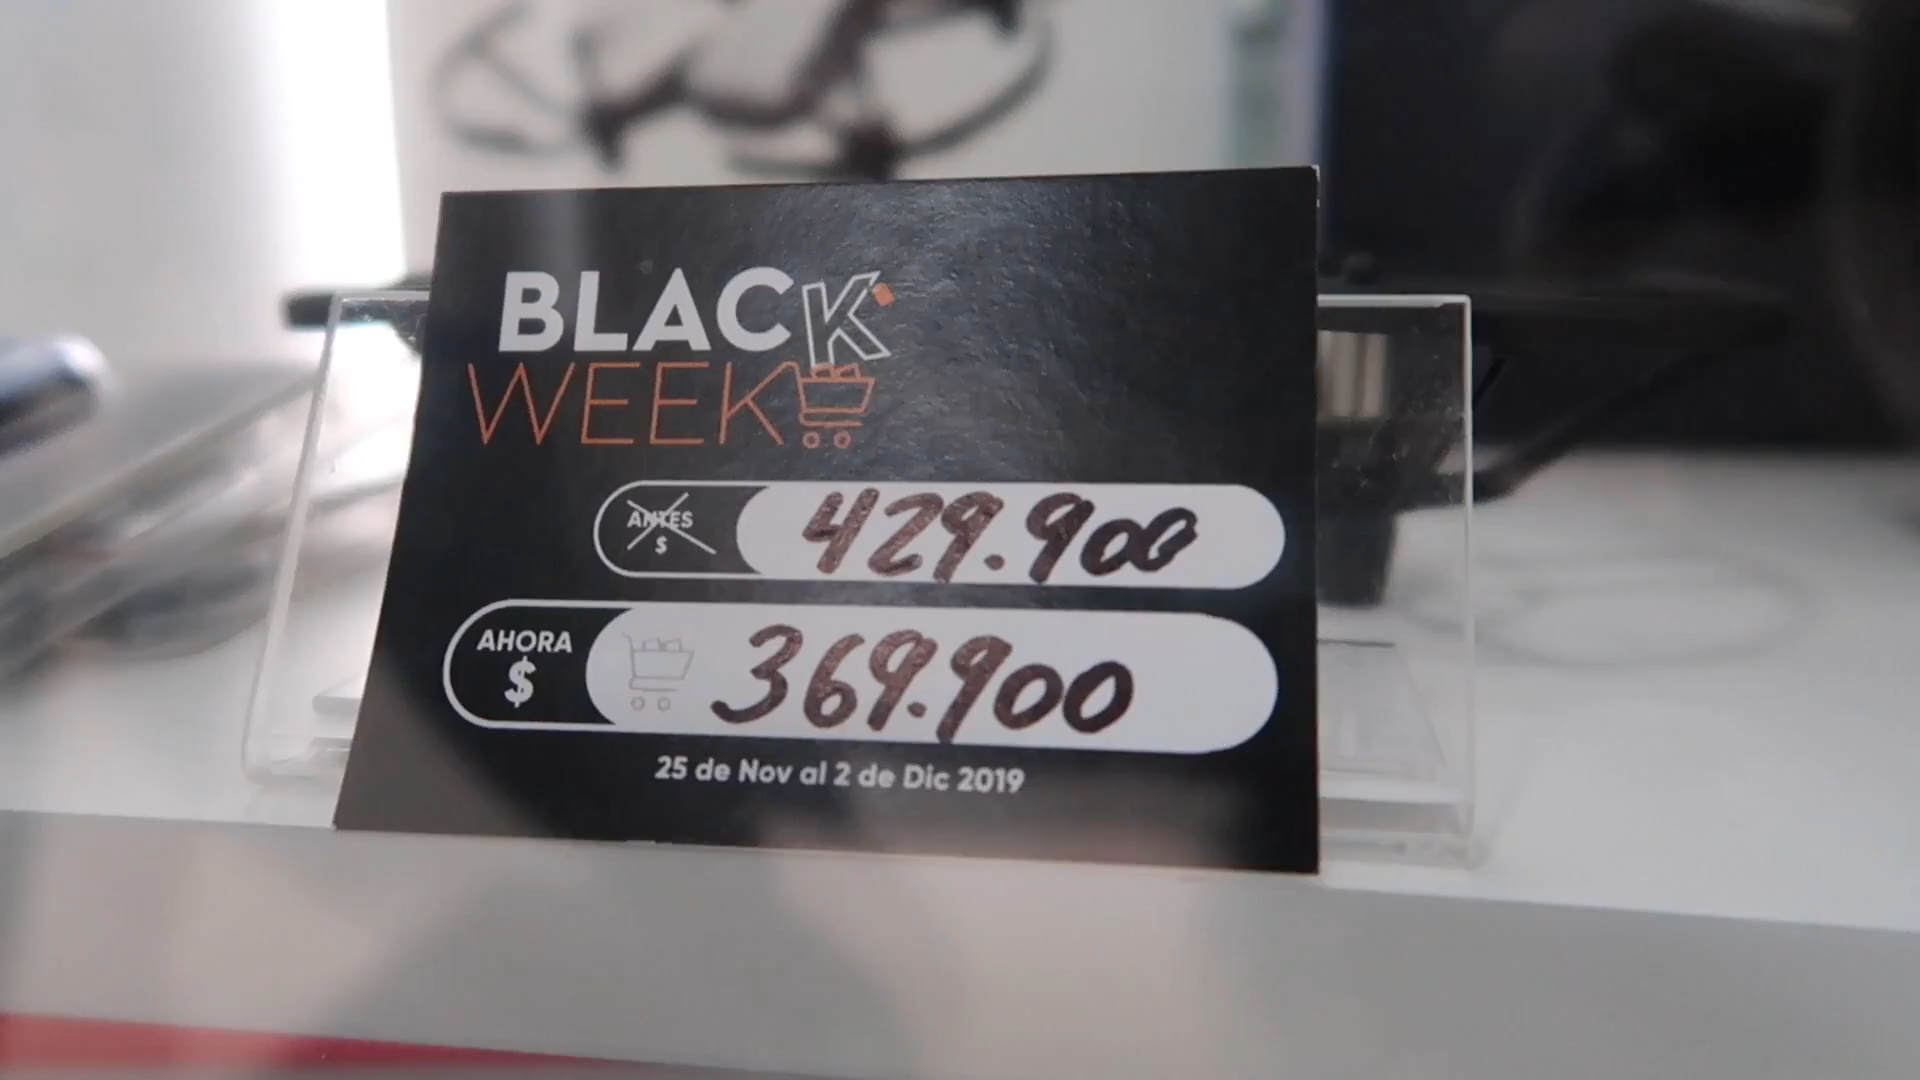 BLACK
WEEK
ANTES
$
429.900
AHORA
$
369.900
25 de Nov al 2 de Dic 2019